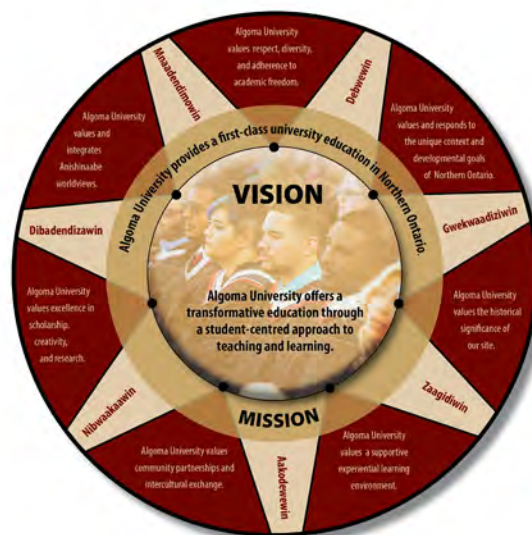 Algoma University
values respect, diversity,
and adherence to
academic freedom.
Debwewin
Algoma University
values and responds to
the unique context and
developmental goals
of Northern Ontario.
Gwekwaadiziwin
Algoma University
values the historical
significance of
our site.
Zaagidiwin
Algoma University
values a supportive
experiential learning
environment.
Aakodewewin
Algoma University values
community partnerships and
intercultural exchange.
Nibwaakaawin
Algoma University
values excellence in
scholarship,
creativity,
and research.
Dibadendizawin
Algoma University
values and
integrates
Anishinaabe
worldviews.
Mnaadendimowin
Algoma University provides a first-class university education in Northern Ontario.
VISION
Algoma University offers a
transformative education through
a student-centred approach to
teaching and learning.
MISSION